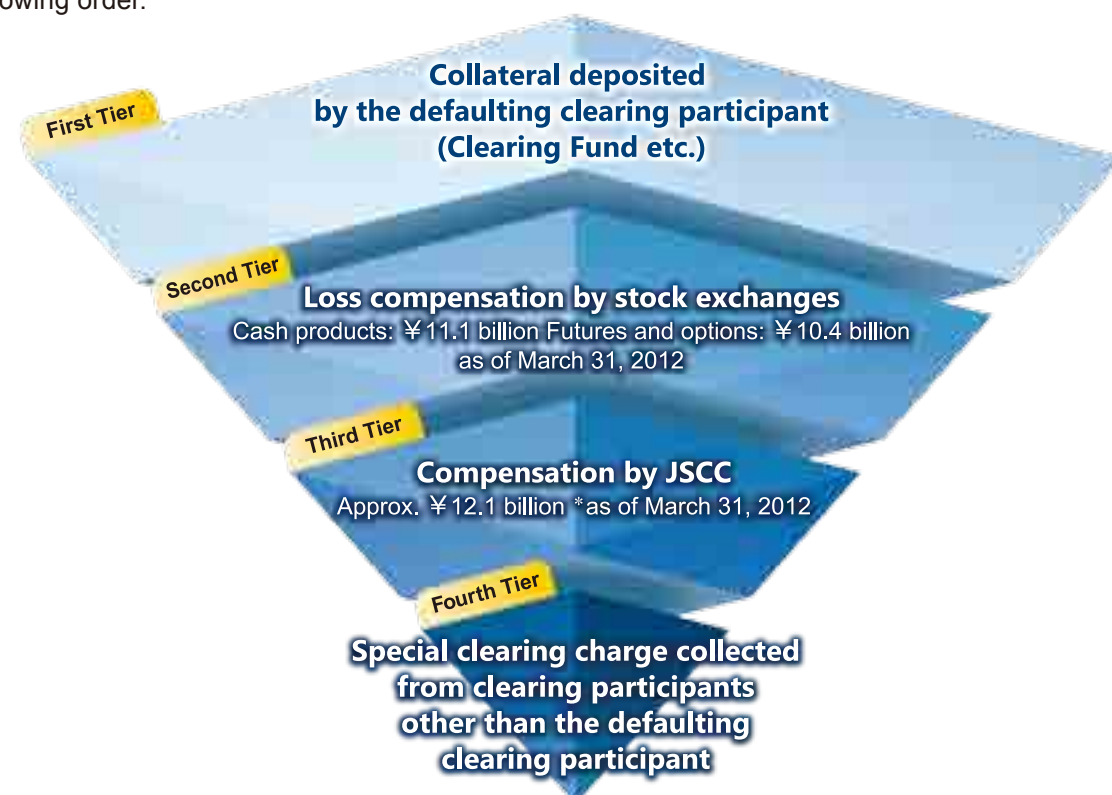 owing order.
First Tier
Collateral deposited
by the defaulting clearing participant
(Clearing Fund etc.)
Second Tier
Loss compensation by stock exchanges
Cash products: ¥11.1 billion Futures and options: ¥10.4 billion
as of March 31, 2012
Third Tier
Compensation by JSCC
Approx. ¥12.1 billion *as of March 31, 2012
Fourth Tier
Special clearing charge collected
from clearing participants
other than the defaulting
clearing participant